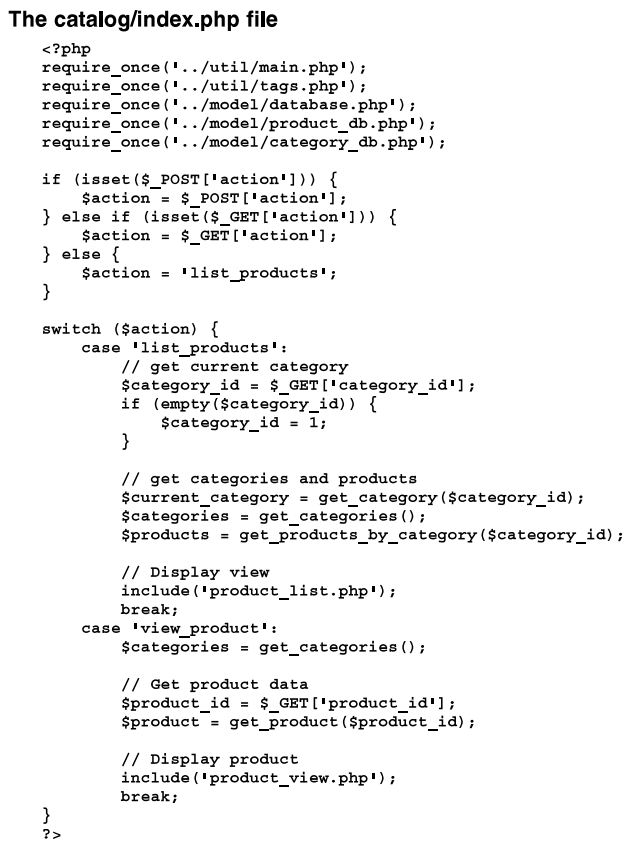 The catalog/index.php file
<?php
require_once('../util/main.php');
require_once('../util/tags.php');
require_once('../model/database.php');
require_once('../model/product_db.php');
require_once('../model/category_db.php');

if (isset($_POST['action'])) {
    $action = $_POST['action'];
} else if (isset($_GET['action'])) {
    $action = $_GET['action'];
} else {
    $action = 'list_products';
}

switch ($action) {
    case 'list_products':
        // get current category
        $category_id = $_GET['category_id'];
        if (empty($category_id)) {
            $category_id = 1;
        }

        // get categories and products
        $current_category = get_category($category_id);
        $categories = get_categories();
        $products = get_products_by_category($category_id);

        // Display view
        include('product_list.php');
        break;
    case 'view_product':
        $categories = get_categories();

        // Get product data
        $product_id = $_GET['product_id'];
        $product = get_product($product_id);

        // Display product
        include('product_view.php');
        break;
}
?>